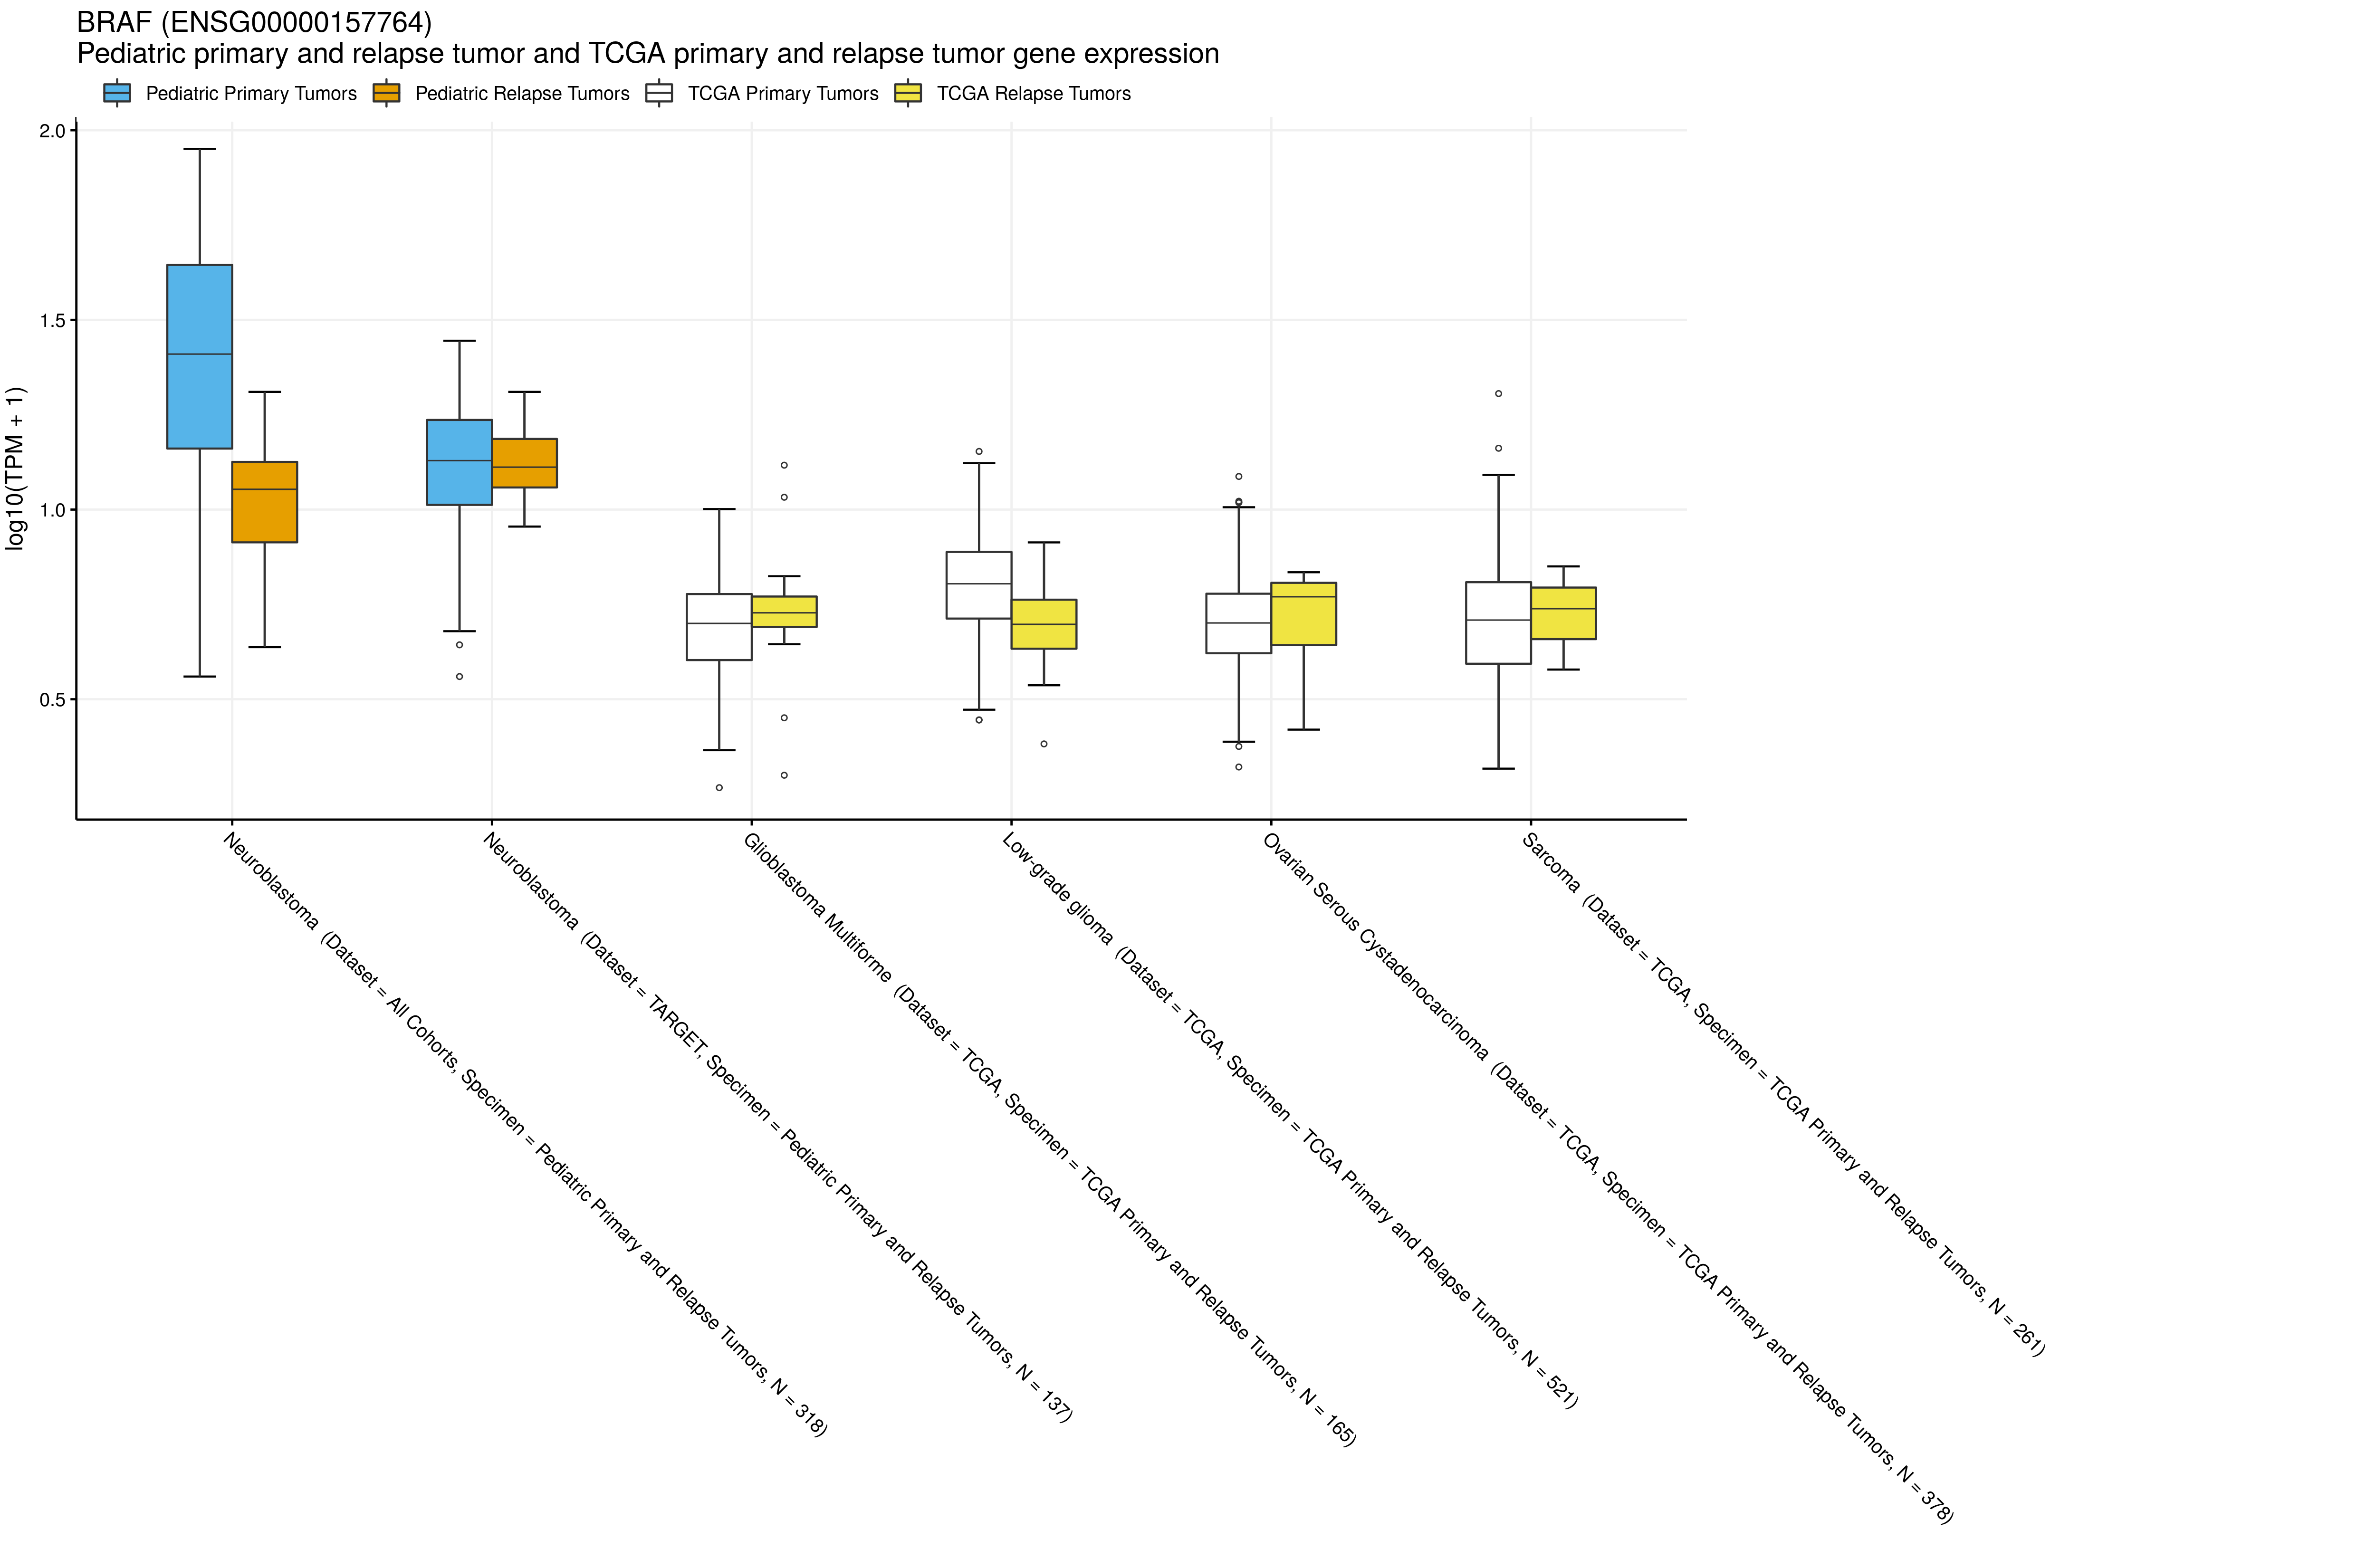 BRAF (ENSG00000157764)
Pediatric primary and relapse tumor and TCGA primary and relapse tumor gene expression
Pediatric Primary Tumors
Pediatric Relapse Tumors
TCGA Primary Tumors
TCGA Relapse Tumors
log10(TPM + 1)
2.0
1.5
1.0
0.5
Neuroblastoma (Dataset = All Cohorts, Specimen = Pediatric Primary and Relapse Tumors, N = 318)
Neuroblastoma (Dataset = TARGET, Specimen = Pediatric Primary and Relapse Tumors, N = 137)
Glioblastoma Multiforme (Dataset = TCGA, Specimen = TCGA Primary and Relapse Tumors, N = 165)
Low-grade glioma (Dataset = TCGA, Specimen = TCGA Primary and Relapse Tumors, N = 521)
Ovarian Serous Cystadenocarcinoma (Dataset = TCGA, Specimen = TCGA Primary and Relapse Tumors, N = 378)
Sarcoma (Dataset = TCGA, Specimen = TCGA Primary and Relapse Tumors, N = 261)